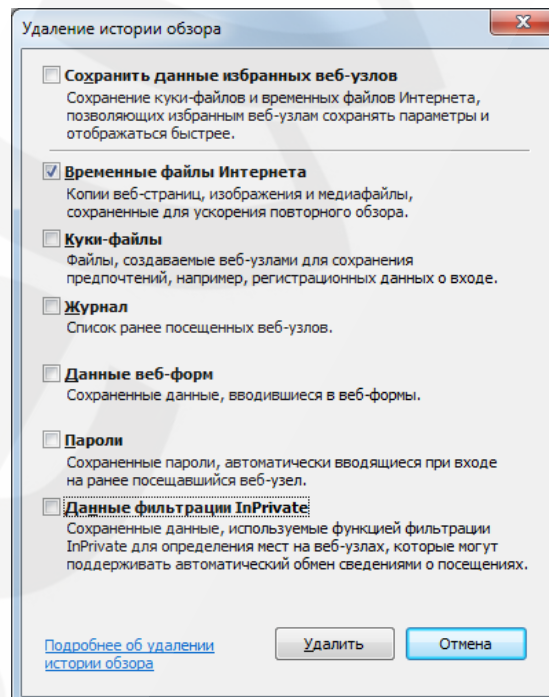 Удаление истории обзора
Сохранить данные избранных веб-узлов
Сохранение куки-файлов и временных файлов Интернета,
позволяющих избранным веб-узлам сохранять параметры и
отображаться быстрее.
Временные файлы Интернета
Копии веб-страниц, изображения и медиафайлы,
сохраненные для ускорения повторного обзора.
Куки-файлы
Файлы, создаваемые веб-узлами для сохранения
предпочтений, например, регистрационных данных о входе.
Журнал
Список ранее посещенных веб-узлов.
Данные веб-форм
Сохраненные данные, вводившиеся в веб-формы.
Пароли
Сохраненные пароли, автоматически вводящиеся при входе
на ранее посещавшийся веб-узел.
Данные фильтрации InPrivate
Сохраненные данные, используемые функцией фильтрации
InPrivate для определения мест на веб-узлах, которые могут
поддерживать автоматический обмен сведениями о посещениях.
Подробнее об удалении
истории обзора
Удалить
Отмена